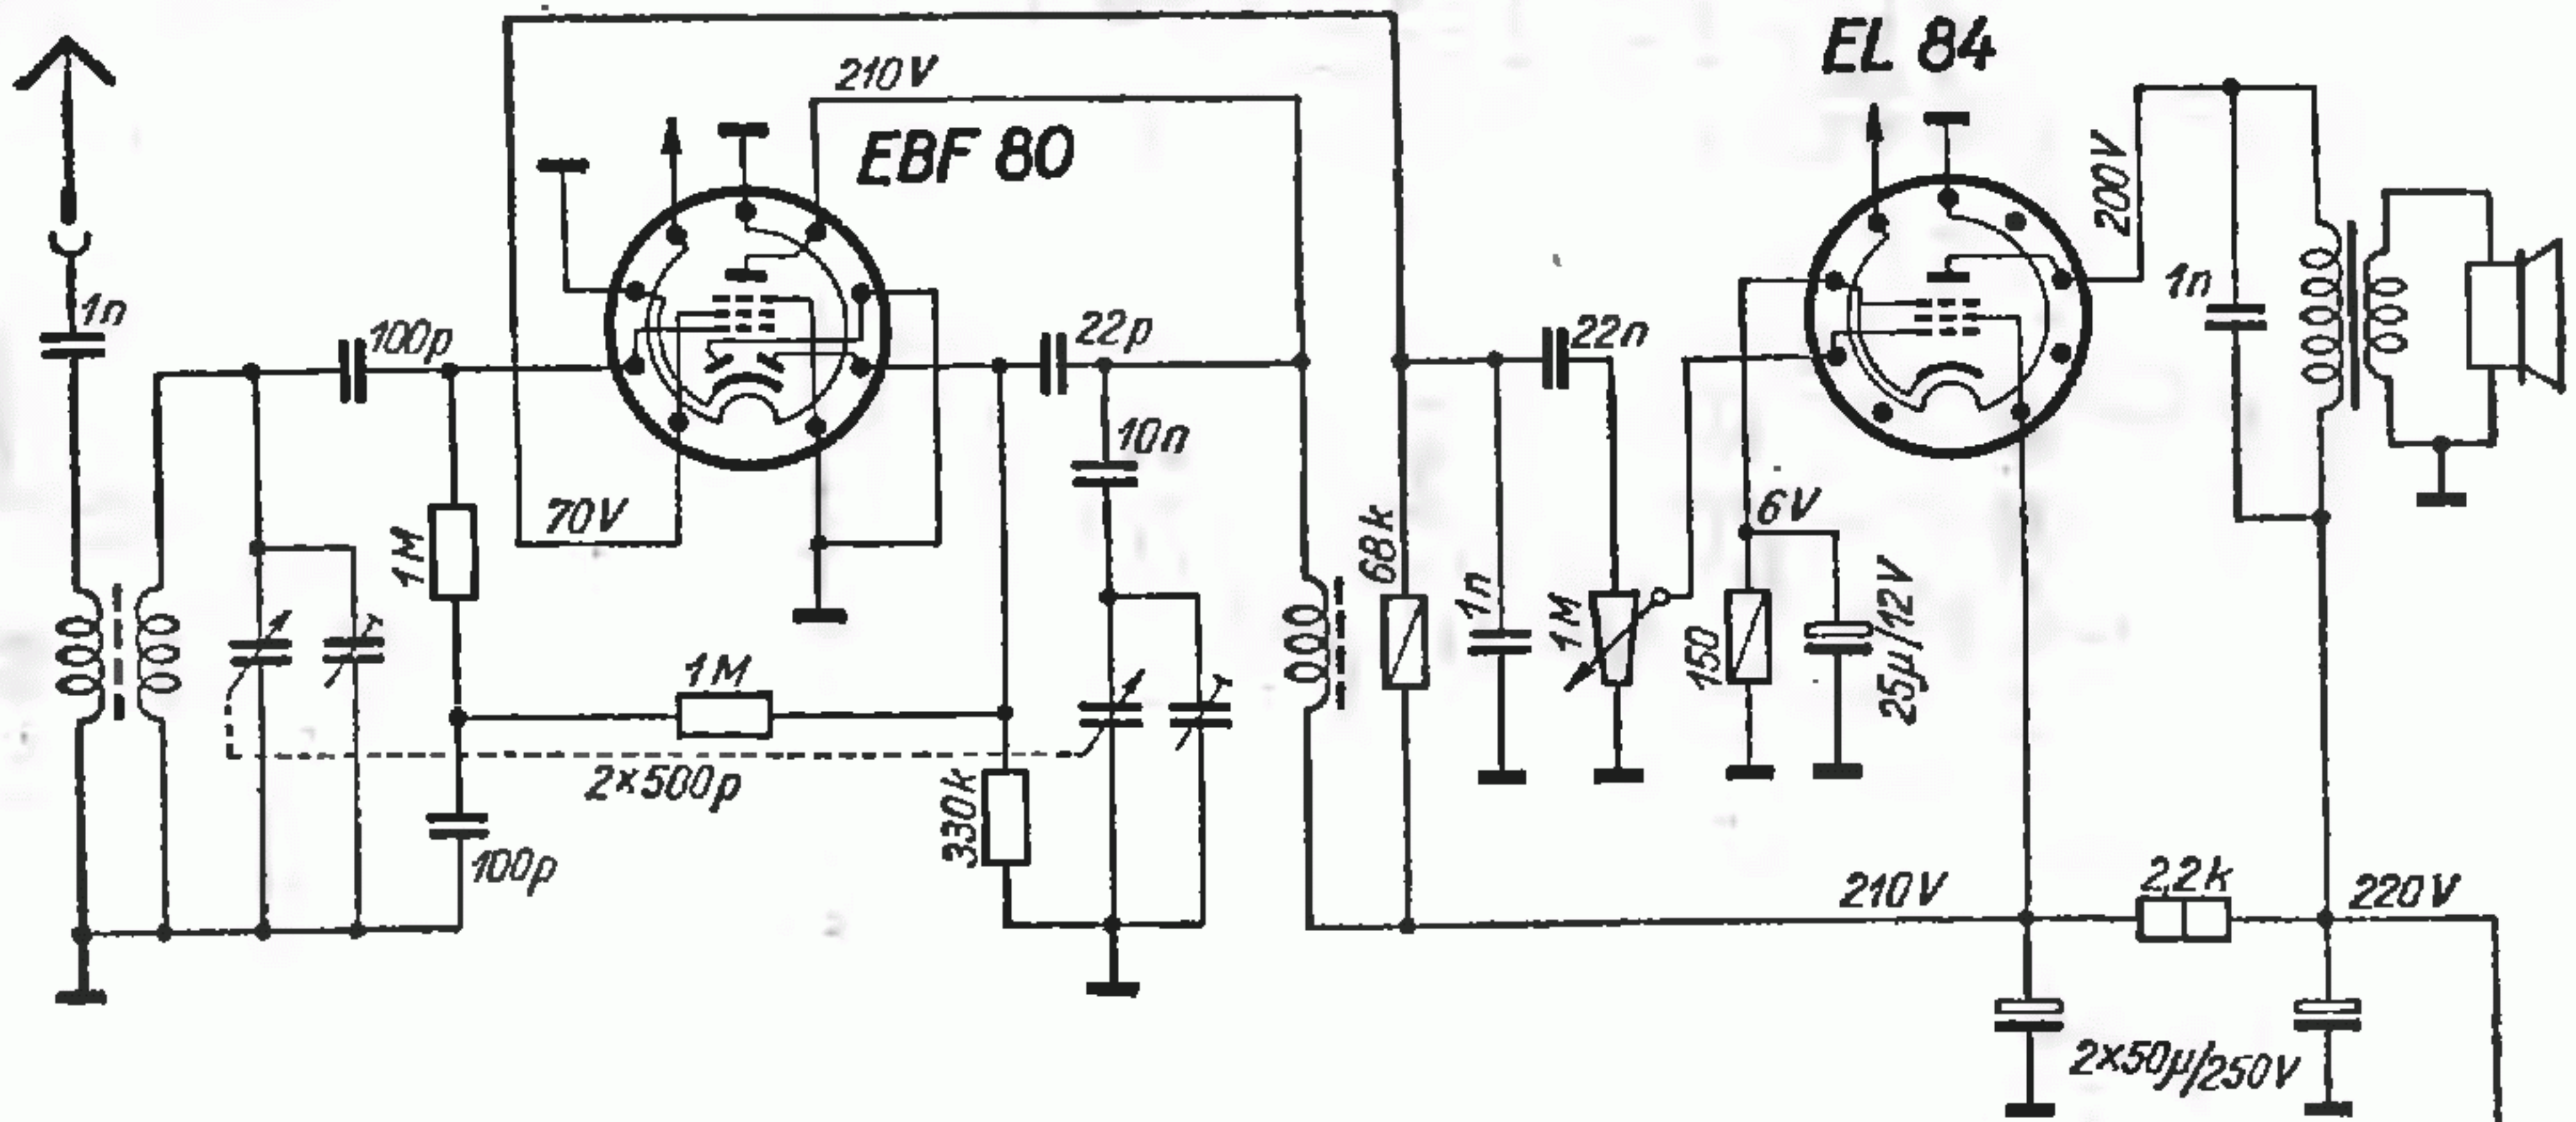 EBF 80
EL 84
210V
200V
1n
100p
22p
22n
1n
10n
70V
6V
1M
68k
1n
1M
150
25µ/12V
1M
2×500p
330k
100p
210V
2,2k
220V
2×50µ/250V